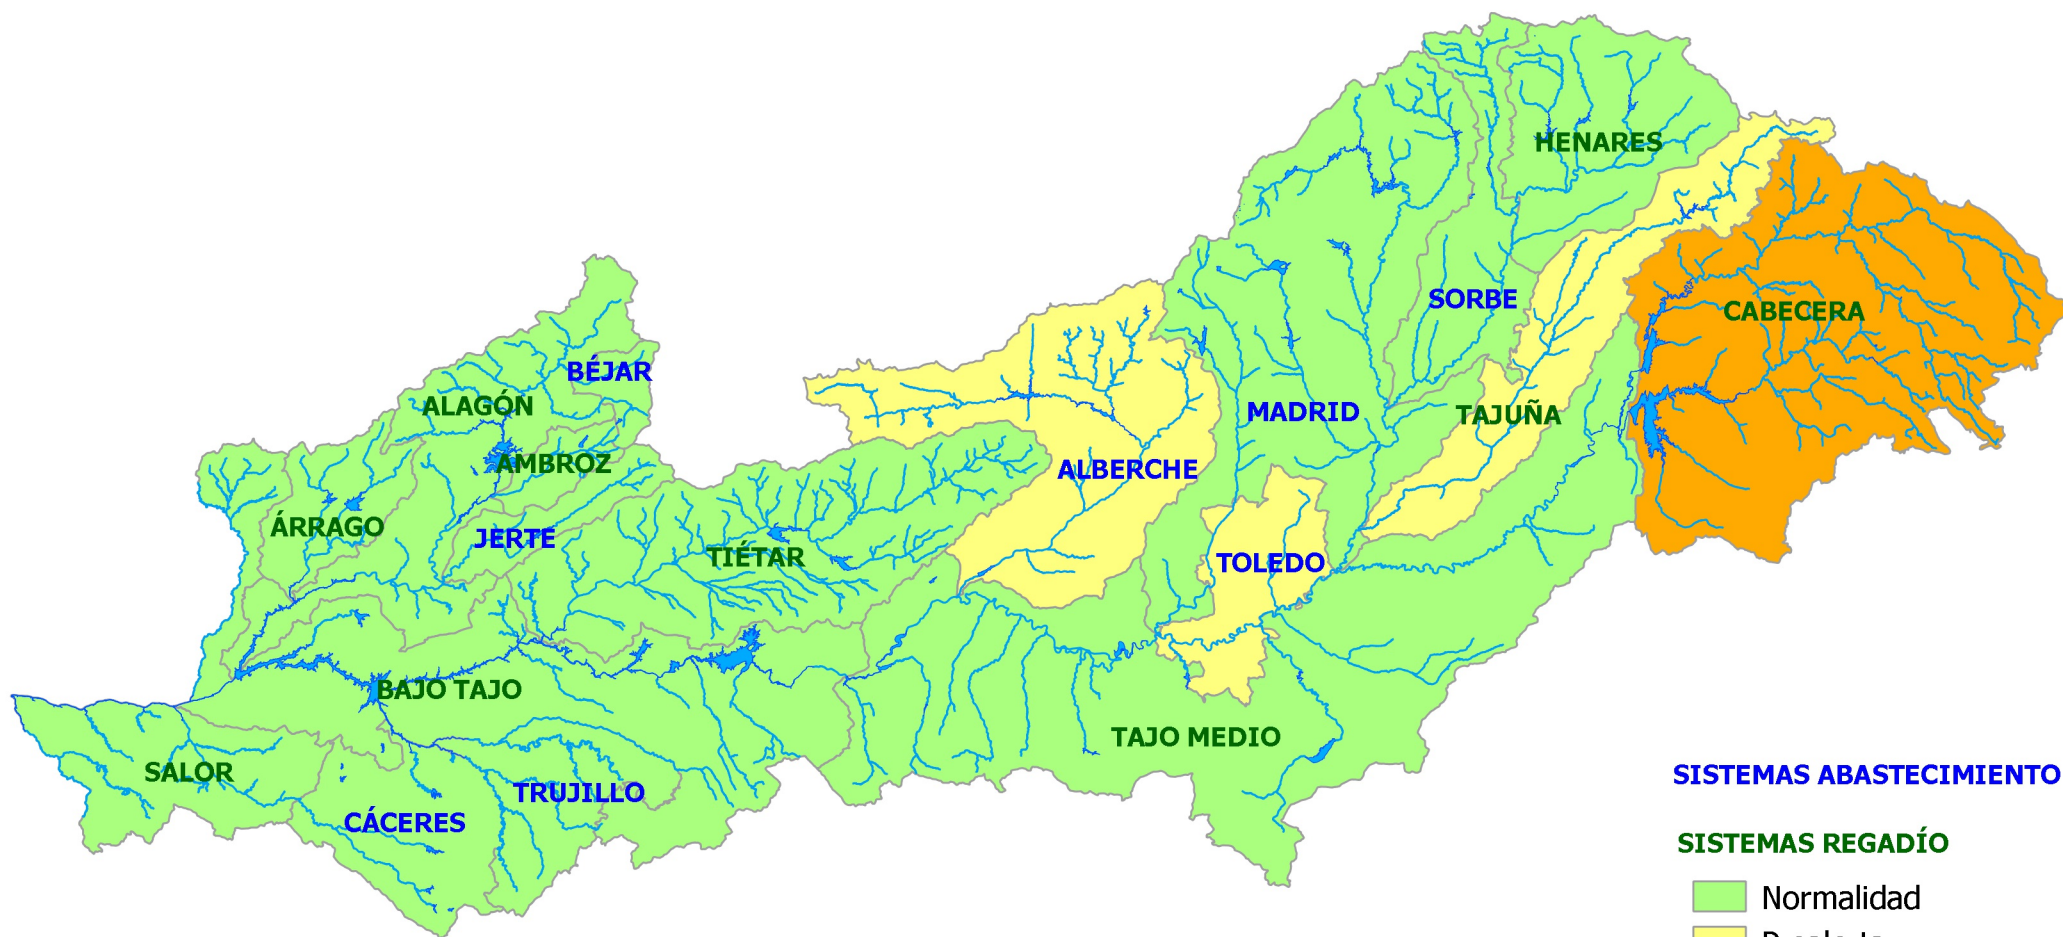 HENARES
SORBE
CABECERA
BÉJAR
ALAGÓN
MADRID
TAJUÑA
AMBROZ
ALBERCHE
ÁRRAGO
JERTE
TIÉTAR
TOLEDO
BAJO TAJO
TAJO MEDIO
SALOR
TRUJILLO
CÁCERES
SISTEMAS ABASTECIMIENTO
SISTEMAS REGADÍO
Normalidad